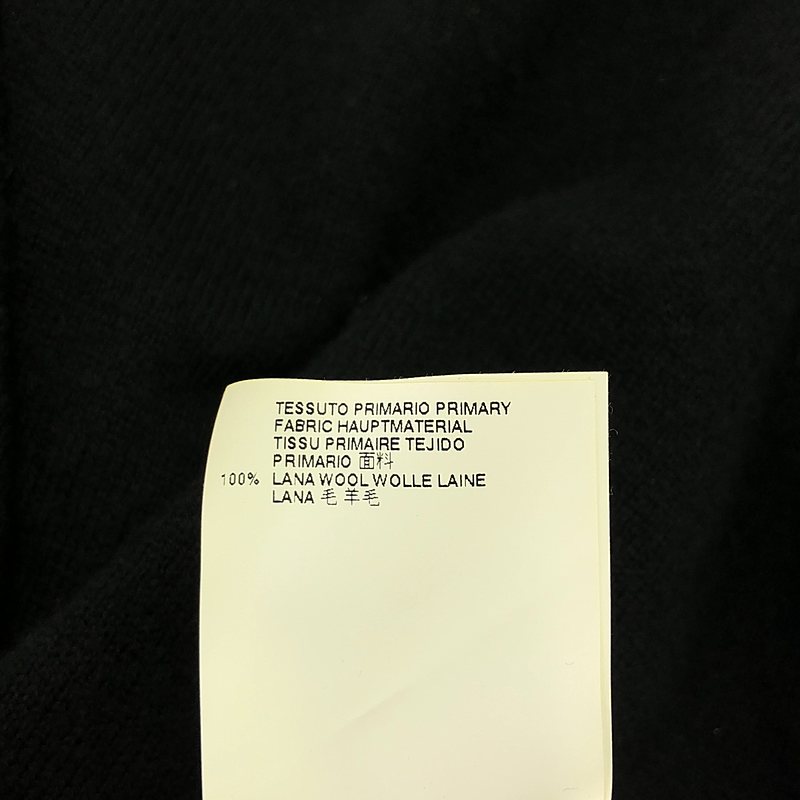 TESSUTO PRIMARIO PRIMARY
FABRIC HAUPTMATERIAL
TISSU PRIMAIRE TEJIDO
PRIMARIO 面料
100% LANA WOOL WOLLE LAINE
LANA 毛 羊毛